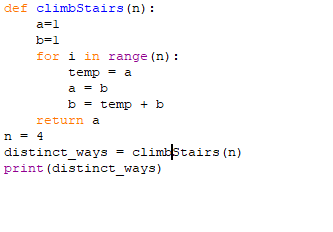 def climbStairs(n):
    a=1
    b=1
    for i in range(n):
        temp = a
        a = b
        b = temp + b
    return a
n = 4
distinct_ways = climbStairs(n)
print(distinct_ways)